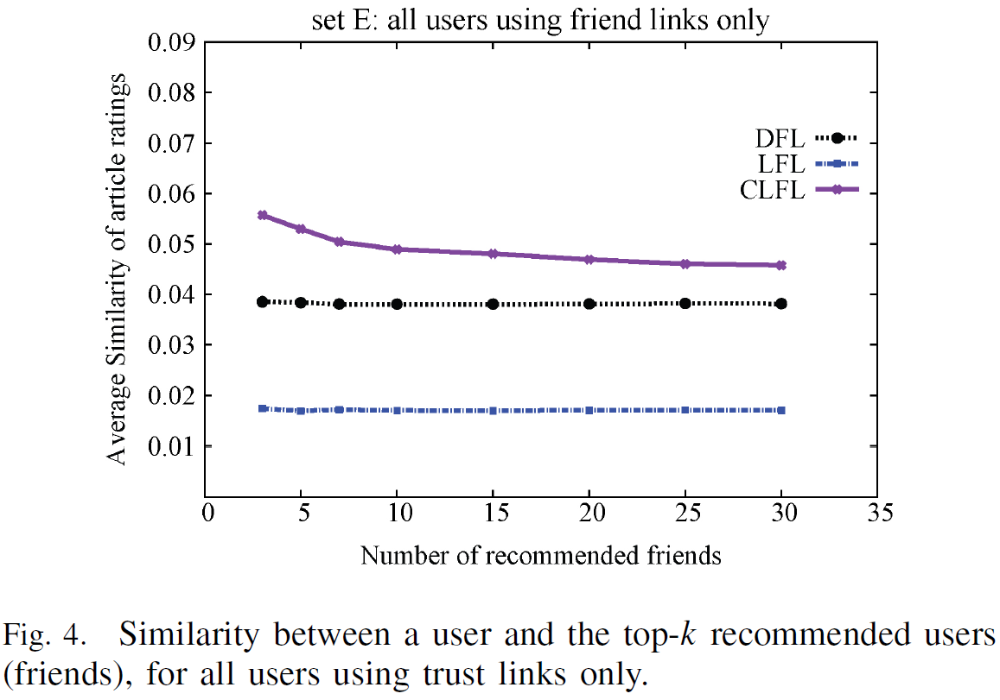 set E: all users using friend links only
0.09
0.08
0.07
0.06
0.05
0.04
0.03
0.02
0.01
Average Similarity of article ratings
DFL
LFL
CLFL
0 5 10 15 20 25 30 35
Number of recommended friends
Fig. 4. Similarity between a user and the top-k recommended users
(friends), for all users using trust links only.